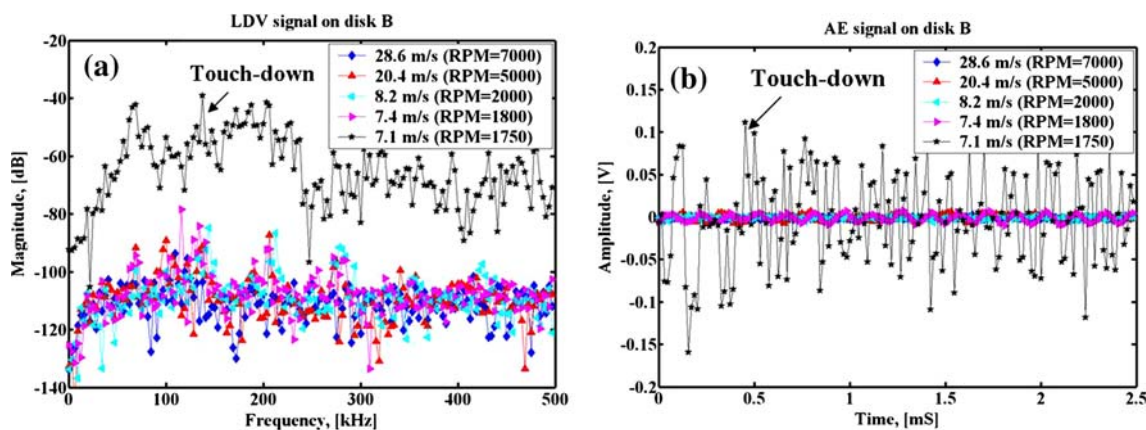 LDV signal on disk B
(a)
Touch-down
28.6 m/s (RPM=7000)
20.4 m/s (RPM=5000)
8.2 m/s (RPM=2000)
7.4 m/s (RPM=1800)
7.1 m/s (RPM=1750)
Magnitude, [dB]
-20
-40
-60
-80
-100
-120
-140
0
100
200
300
400
500
Frequency, [kHz]
AE signal on disk B
(b)
Touch-down
28.6 m/s (RPM=7000)
20.4 m/s (RPM=5000)
8.2 m/s (RPM=2000)
7.4 m/s (RPM=1800)
7.1 m/s (RPM=1750)
Amplitude, [V]
0.2
0.15
0.1
0.05
0
-0.05
-0.1
-0.15
-0.2
0
0.5
1
1.5
2
2.5
Time, [mS]